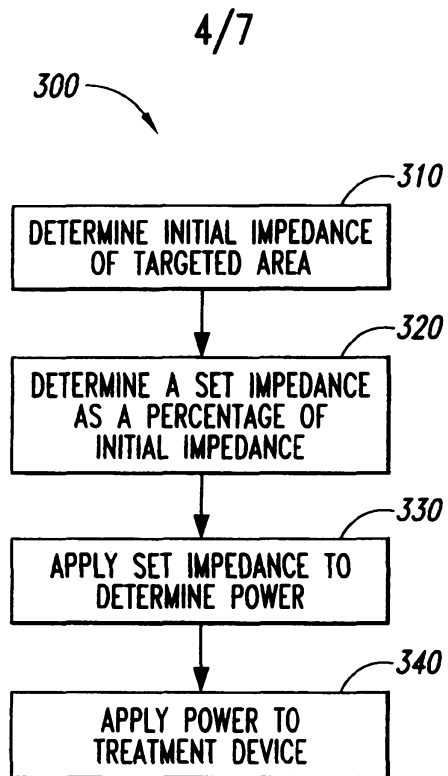 4/7
300
310
DETERMINE INITIAL IMPEDANCE
OF TARGETED AREA
320
DETERMINE A SET IMPEDANCE
AS A PERCENTAGE OF
INITIAL IMPEDANCE
330
APPLY SET IMPEDANCE TO
DETERMINE POWER
340
APPLY POWER TO
TREATMENT DEVICE